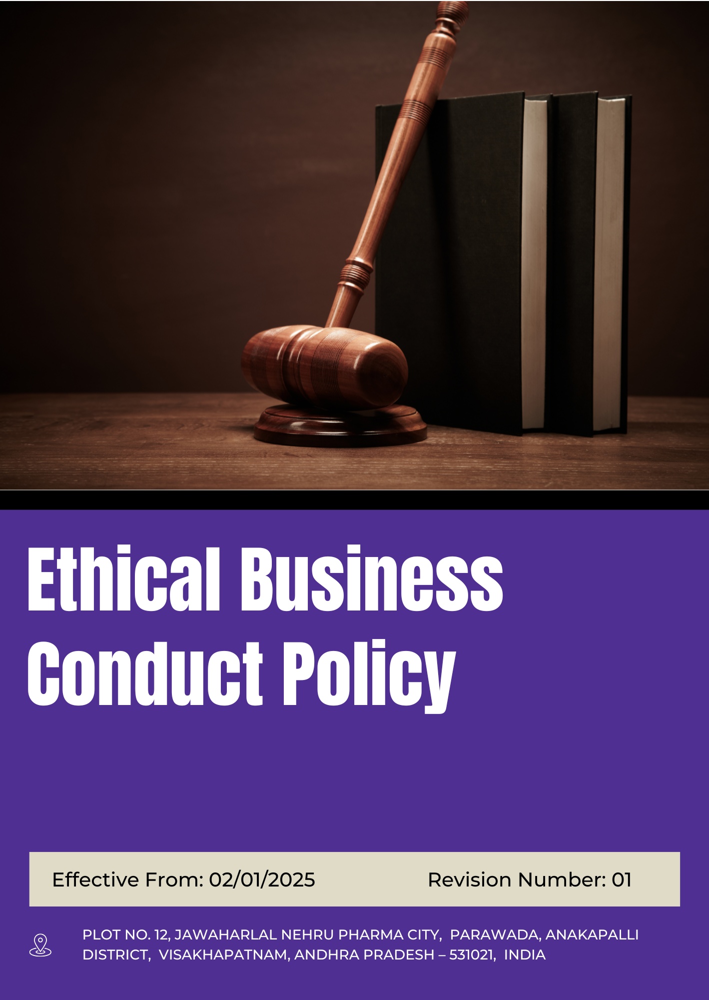 Ethical Business
Conduct Policy
Effective From: 02/01/2025
Revision Number: 01
PLOT NO. 12, JAWAHARLAL NEHRU PHARMA CITY,  PARAWADA, ANAKAPALLI
DISTRICT,  VISAKHAPATNAM, ANDHRA PRADESH – 531021,  INDIA